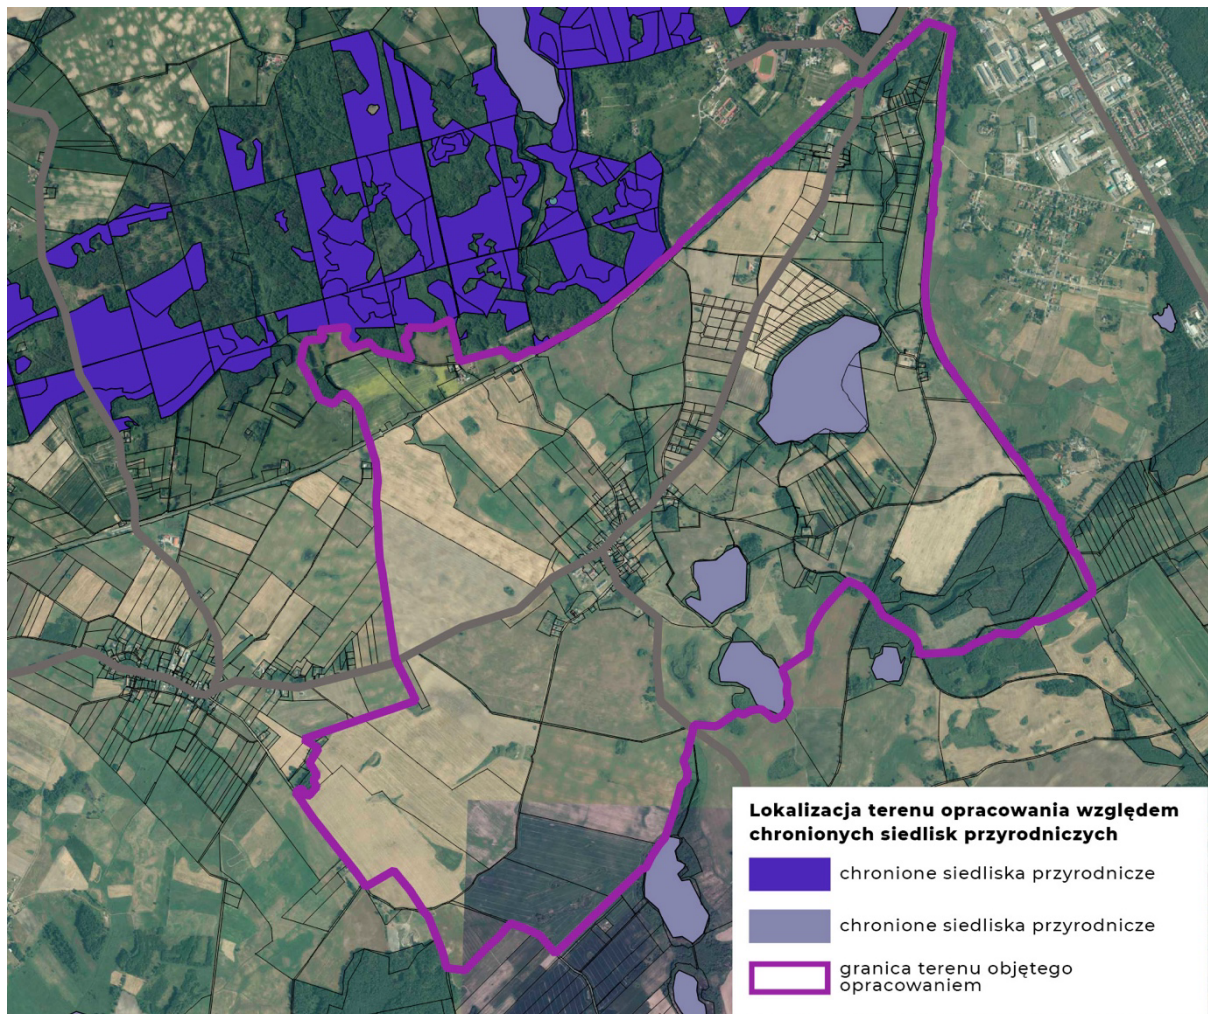 Lokalizacja terenu opracowania względem
chronionych siedlisk przyrodniczych
chronione siedliska przyrodnicze
chronione siedliska przyrodnicze
granica terenu objętego
opracowaniem